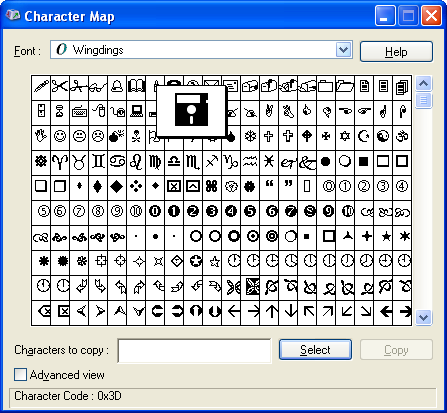 Character Map
Font : O Wingdings
Help
Characters to copy :
Select
Copy
Advanced view
Character Code : 0x3D